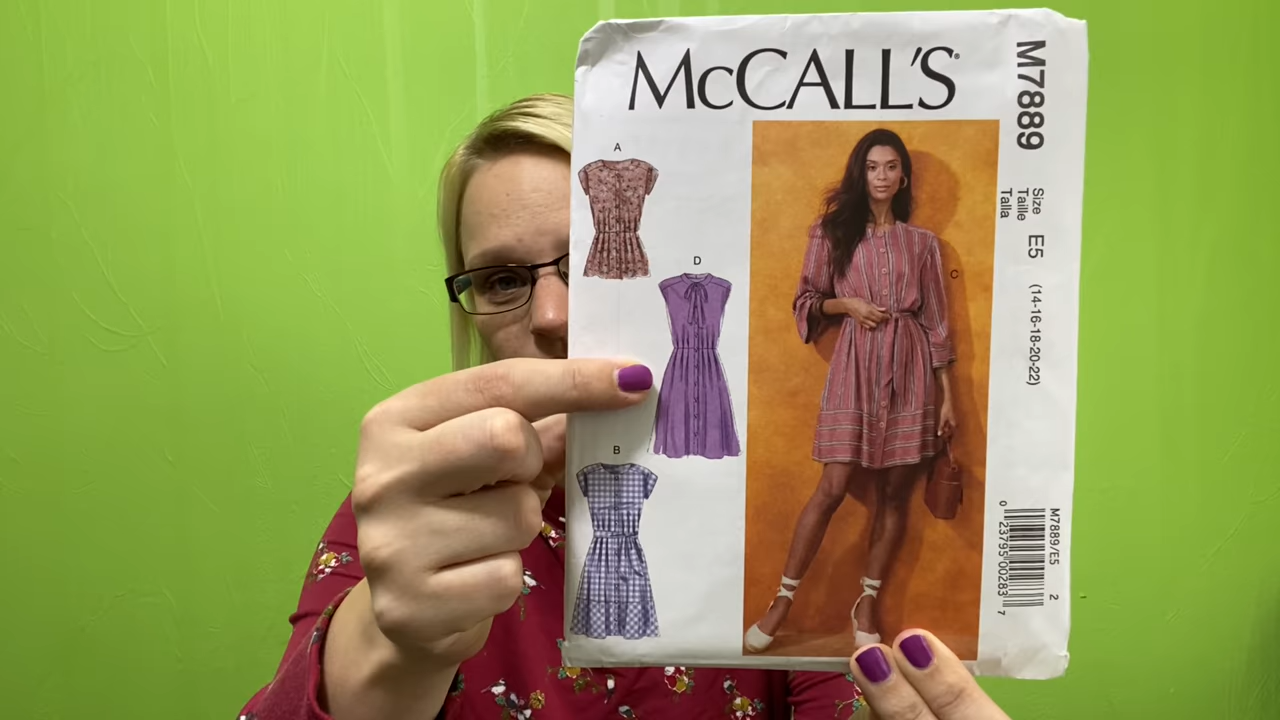 McCALL'S
M7889
Size
Taille
Talla
E5 (14-16-18-20-22)
A
D
C
B
M7889/E5 2
0 23795 00283 7